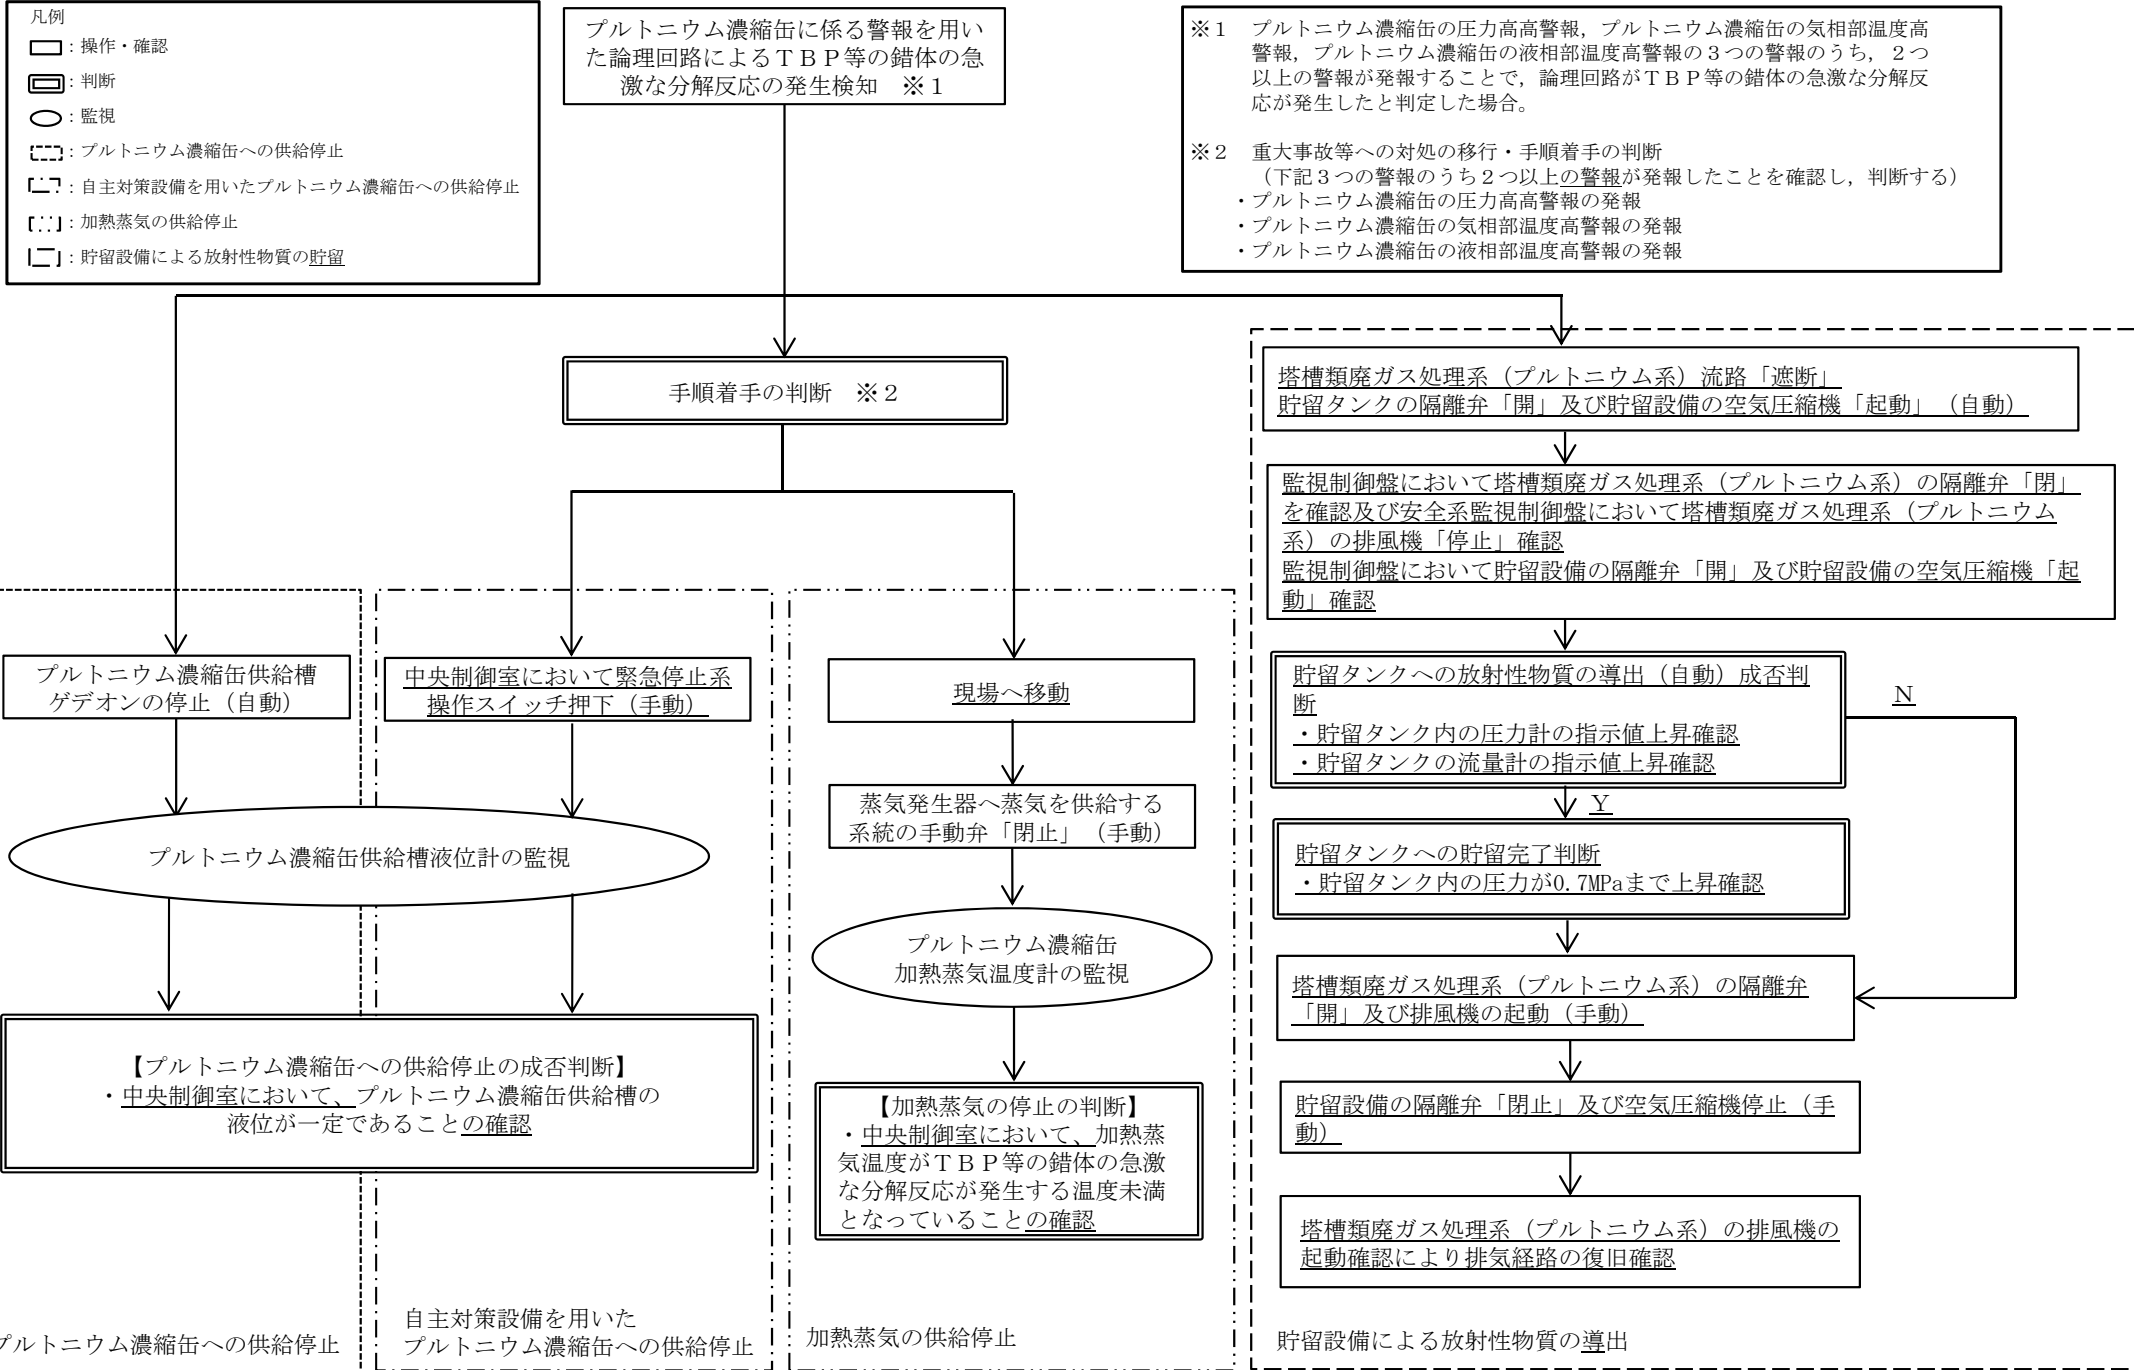 凡例
：操作・確認
：判断
：監視
：プルトニウム濃縮缶への供給停止
：自主対策設備を用いたプルトニウム濃縮缶への供給停止
：加熱蒸気の供給停止
：貯留設備による放射性物質の貯留
プルトニウム濃縮缶に係る警報を用い
た論理回路によるＴＢＰ等の錯体の急
激な分解反応の発生検知　※１
※１　プルトニウム濃縮缶の圧力高高警報，プルトニウム濃縮缶の気相部温度高
警報，プルトニウム濃縮缶の液相部温度高警報の３つの警報のうち，２つ
以上の警報が発報することで，論理回路がＴＢＰ等の錯体の急激な分解反
応が発生したと判定した場合。
※２　重大事故等への対処の移行・手順着手の判断
（下記３つの警報のうち２つ以上の警報が発報したことを確認し，判断する）
・プルトニウム濃縮缶の圧力高高警報の発報
・プルトニウム濃縮缶の気相部温度高警報の発報
・プルトニウム濃縮缶の液相部温度高警報の発報
手順着手の判断　※２
プルトニウム濃縮缶供給槽
ゲデオンの停止（自動）
中央制御室において緊急停止系
操作スイッチ押下（手動）
プルトニウム濃縮缶供給槽液位計の監視
【プルトニウム濃縮缶への供給停止の成否判断】
・中央制御室において、プルトニウム濃縮缶供給槽の
液位が一定であることの確認
プルトニウム濃縮缶への供給停止
自主対策設備を用いた
プルトニウム濃縮缶への供給停止
現場へ移動
蒸気発生器へ蒸気を供給する
系統の手動弁「閉止」（手動）
プルトニウム濃縮缶
加熱蒸気温度計の監視
【加熱蒸気の停止の判断】
・中央制御室において、加熱蒸
気温度がＴＢＰ等の錯体の急激
な分解反応が発生する温度未満
となっていることの確認
加熱蒸気の供給停止
塔槽類廃ガス処理系（プルトニウム系）流路「遮断」
貯留タンクの隔離弁「開」及び貯留設備の空気圧縮機「起動」（自動）
監視制御盤において塔槽類廃ガス処理系（プルトニウム系）の隔離弁「閉」
を確認及び安全系監視制御盤において塔槽類廃ガス処理系（プルトニウム
系）の排風機「停止」確認
監視制御盤において貯留設備の隔離弁「開」及び貯留設備の空気圧縮機「起
動」確認
貯留タンクへの放射性物質の導出（自動）成否判
断
・貯留タンク内の圧力計の指示値上昇確認
・貯留タンクの流量計の指示値上昇確認
Ｎ
Ｙ
貯留タンクへの貯留完了判断
・貯留タンク内の圧力が0.7MPaまで上昇確認
塔槽類廃ガス処理系（プルトニウム系）の隔離弁
「開」及び排風機の起動（手動）
貯留設備の隔離弁「閉止」及び空気圧縮機停止（手
動）
塔槽類廃ガス処理系（プルトニウム系）の排風機の
起動確認により排気経路の復旧確認
貯留設備による放射性物質の導出